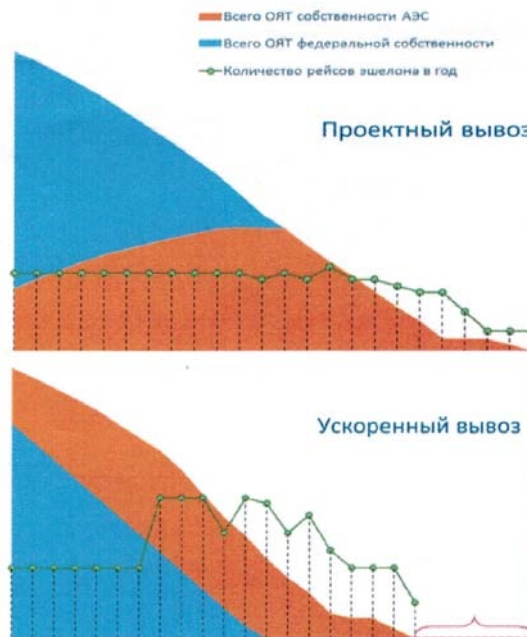 Всего ОЯТ собственности АЭС
Всего ОЯТ федеральной собственности
Количество рейсов эшелона в год
Проектный вывоз
Ускоренный вывоз